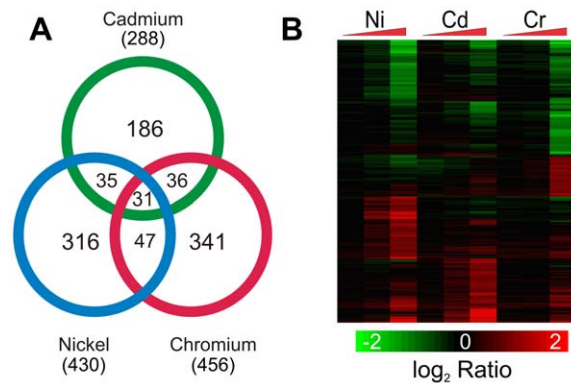 A
Cadmium
(288)
186
35
36
31
316
47
341
Nickel
(430)
Chromium
(456)
B
Ni Cd Cr
-2 0 2
log₂ Ratio